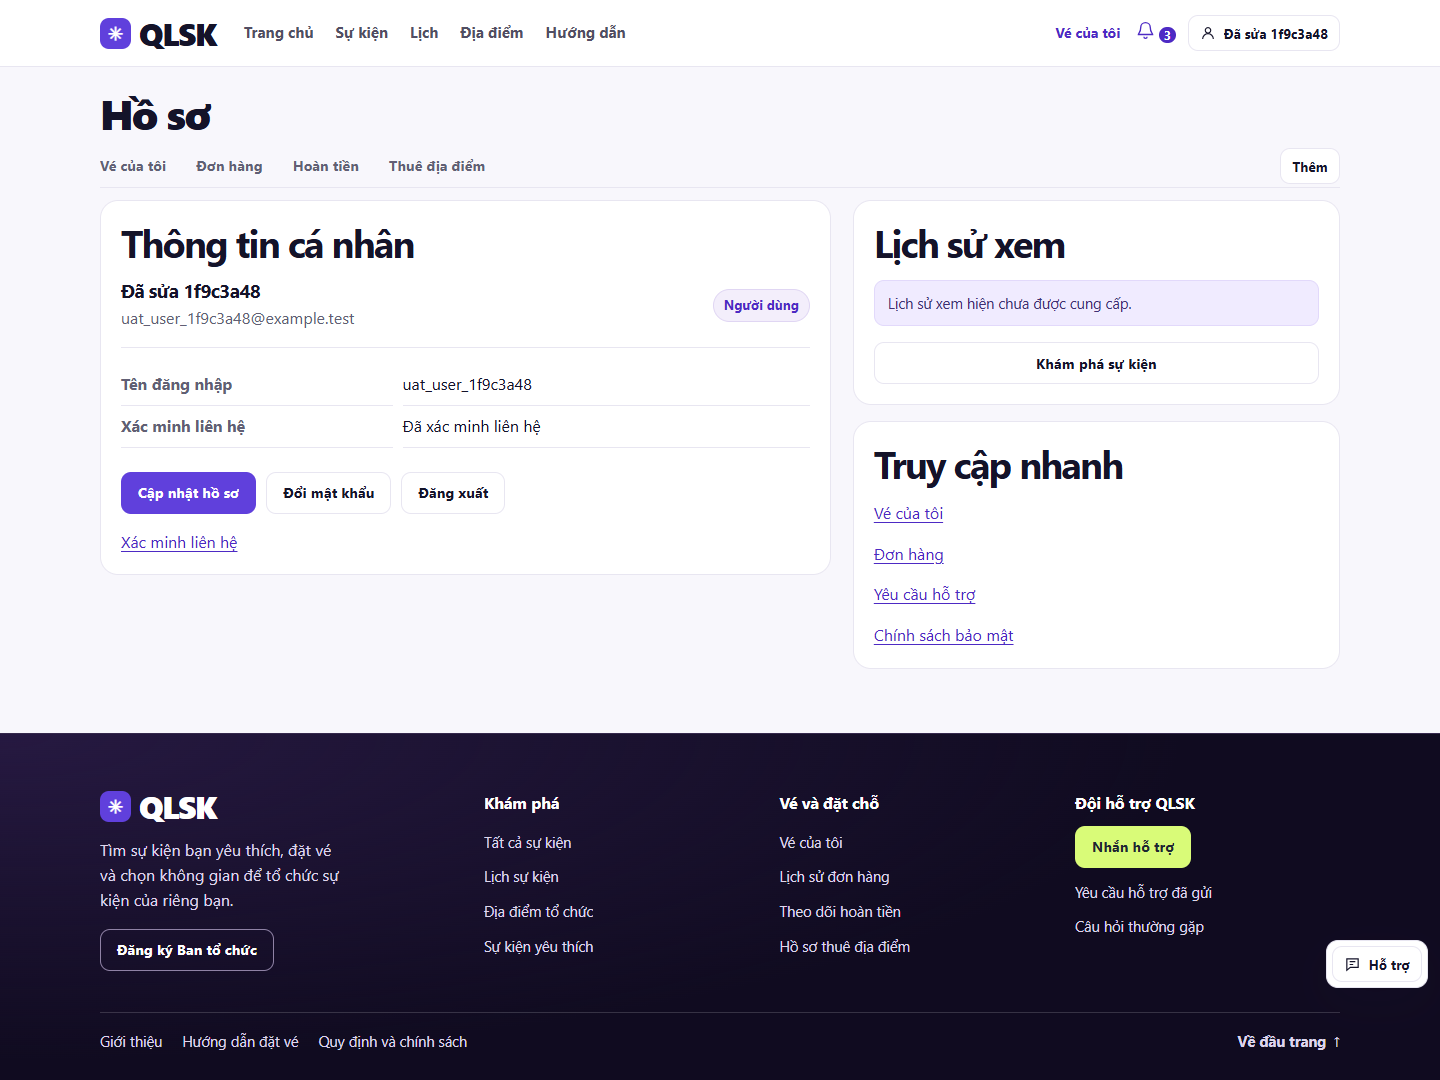 QLSK
Trang chủ
Sự kiện
Lịch
Địa điểm
Hướng dẫn
Vé của tôi
3
Đã sửa 1f9c3a48
Hồ sơ
Vé của tôi
Đơn hàng
Hoàn tiền
Thuê địa điểm
Thêm
Thông tin cá nhân
Đã sửa 1f9c3a48
uat_user_1f9c3a48@example.test
Người dùng
Tên đăng nhập
uat_user_1f9c3a48
Xác minh liên hệ
Đã xác minh liên hệ
Cập nhật hồ sơ
Đổi mật khẩu
Đăng xuất
Xác minh liên hệ
Lịch sử xem
Lịch sử xem hiện chưa được cung cấp.
Khám phá sự kiện
Truy cập nhanh
Vé của tôi
Đơn hàng
Yêu cầu hỗ trợ
Chính sách bảo mật
QLSK
Tìm sự kiện bạn yêu thích, đặt vé
và chọn không gian để tổ chức sự
kiện của riêng bạn.
Đăng ký Ban tổ chức
Khám phá
Tất cả sự kiện
Lịch sự kiện
Địa điểm tổ chức
Sự kiện yêu thích
Vé và đặt chỗ
Vé của tôi
Lịch sử đơn hàng
Theo dõi hoàn tiền
Hồ sơ thuê địa điểm
Đội hỗ trợ QLSK
Nhắn hỗ trợ
Yêu cầu hỗ trợ đã gửi
Câu hỏi thường gặp
Hỗ trợ
Giới thiệu
Hướng dẫn đặt vé
Quy định và chính sách
Về đầu trang ↑